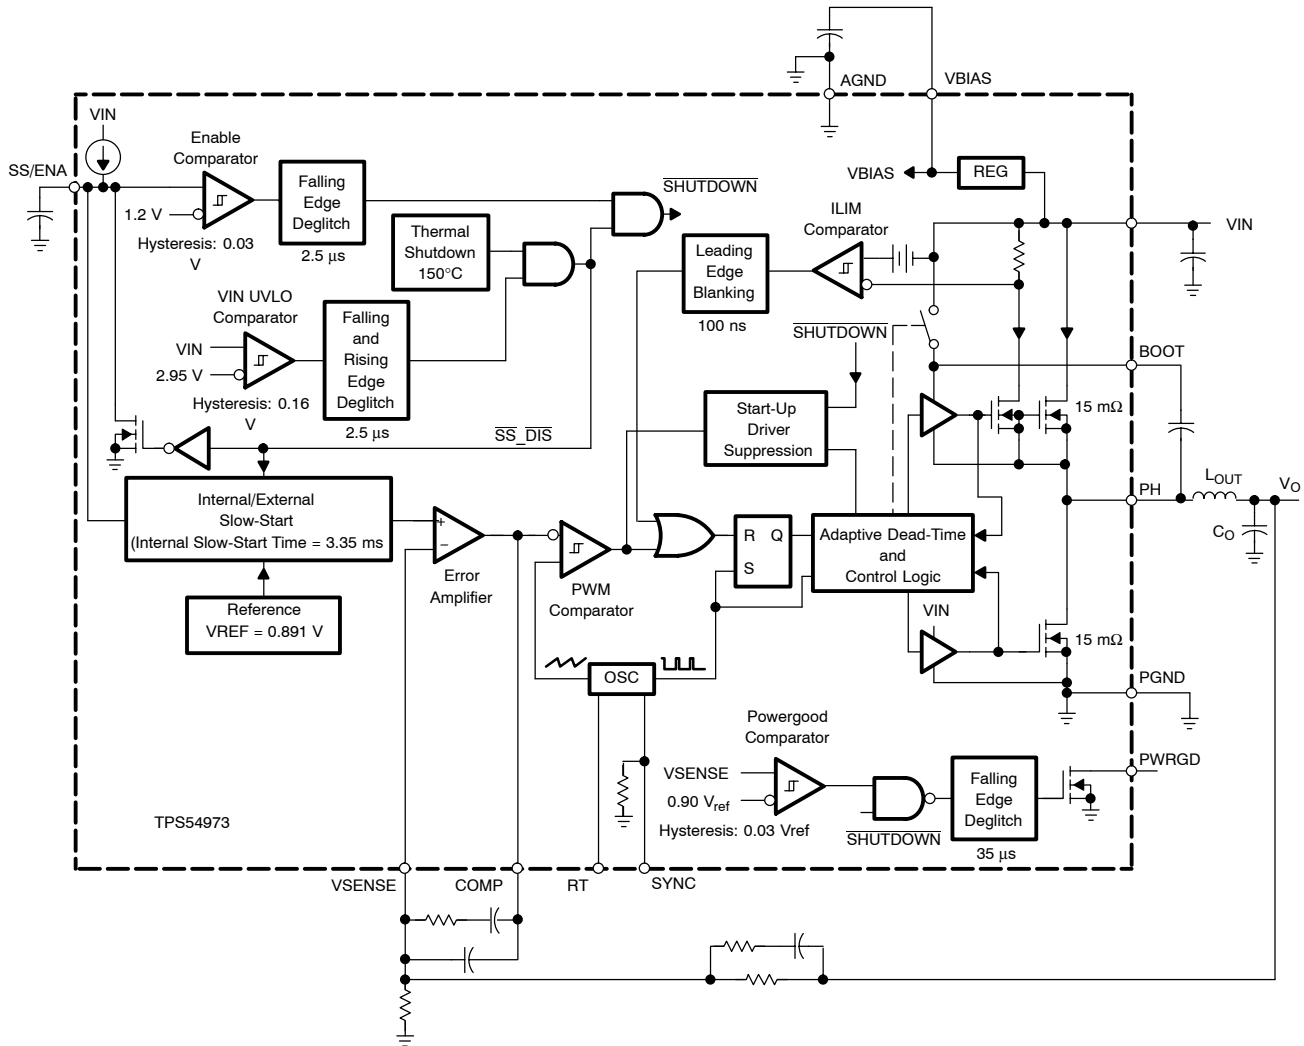 AGND
VBIAS
VIN
Enable
Comparator
SS/ENA
1.2 V
Hysteresis: 0.03
V
Falling
Edge
Deglitch
2.5 μs
SHUTDOWN
VBIAS
REG
Thermal
Shutdown
150°C
ILIM
Comparator
VIN
Leading
Edge
Blanking
100 ns
VIN UVLO
Comparator
VIN
2.95 V
Hysteresis: 0.16
V
Falling
and
Rising
Edge
Deglitch
2.5 μs
SHUTDOWN
BOOT
Start-Up
Driver
Suppression
15 mΩ
SS_DIS
Internal/External
Slow-Start
(Internal Slow-Start Time = 3.35 ms
+
−
Error
Amplifier
PWM
Comparator
R Q
S
Adaptive Dead-Time
and
Control Logic
PH
LOUT
VO
CO
Reference
VREF = 0.891 V
VIN
15 mΩ
OSC
PGND
Powergood
Comparator
VSENSE
0.90 Vref
Hysteresis: 0.03 Vref
SHUTDOWN
Falling
Edge
Deglitch
35 μs
PWRGD
TPS54973
VSENSE
COMP
RT
SYNC